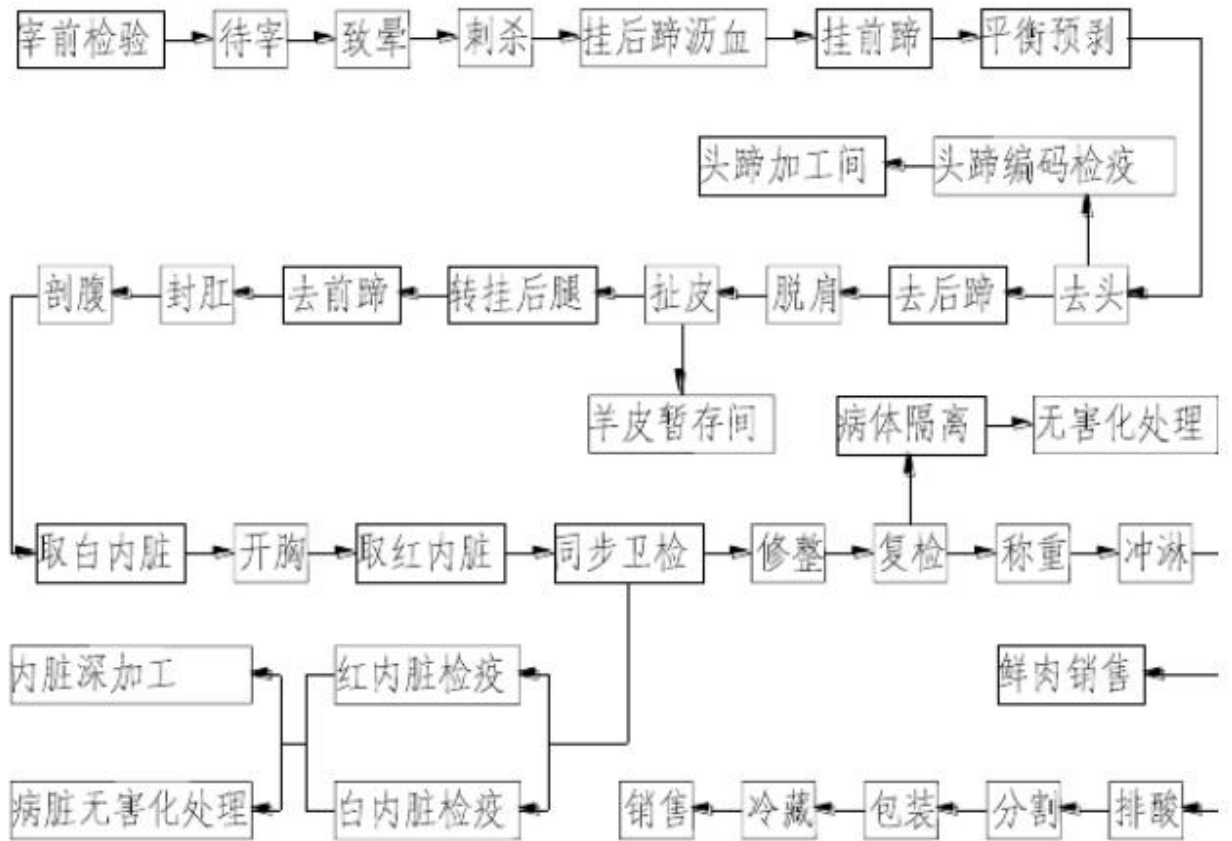 宰前检验
待宰
致晕
刺杀
挂后蹄沥血
挂前蹄
平衡预剥
头蹄加工间
头蹄编码检疫
剖腹
封肛
去前蹄
转挂后腿
扯皮
脱肩
去后蹄
去头
羊皮暂存间
病体隔离
无害化处理
取白内脏
开胸
取红内脏
同步卫检
修整
复检
称重
冲淋
内脏深加工
红内脏检疫
鲜肉销售
病脏无害化处理
白内脏检疫
销售
冷藏
包装
分割
排酸